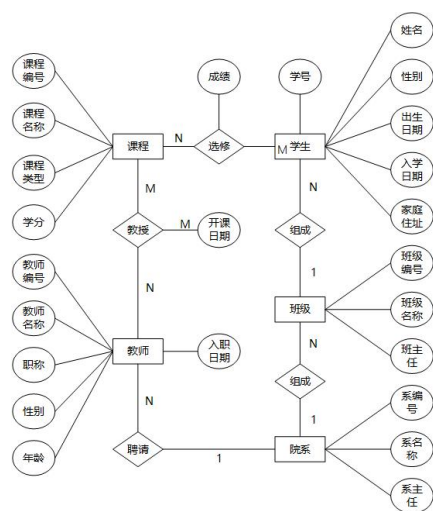 姓名
课程
编号
成绩
学号
性别
课程
名称
出生
日期
课程
N
选修
M
学生
课程
类型
入学
日期
M
N
学分
教授
M
开课
日期
组成
家庭
住址
教师
编号
班级
编号
N
1
教师
名称
班级
名称
教师
入职
日期
班级
职称
班主
任
N
N
组成
性别
系编
号
1
年龄
聘请
1
院系
系名
称
系主
任